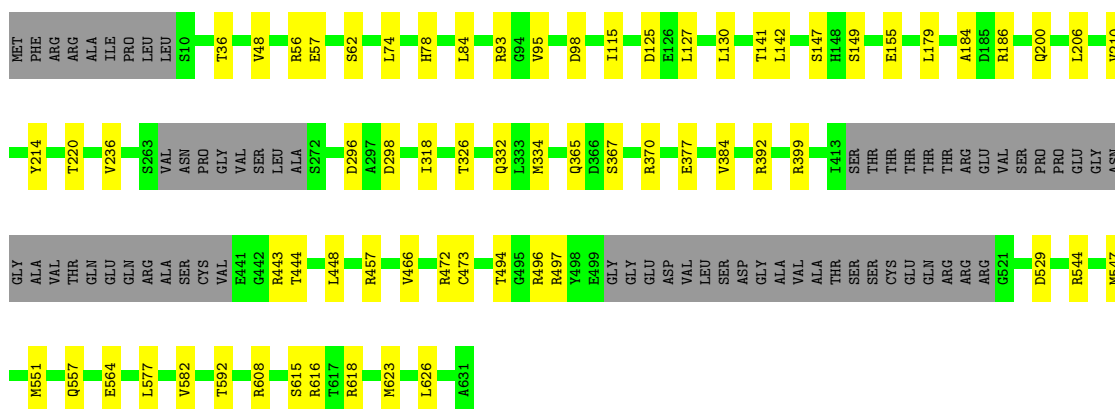 MET PHE ARG ARG ALA ILE PRO LEU LEU S10 T36 V48 R56 E57 S62 L74 H78 L84 R93 G94 V95 D98 I115 D125 E126 L127 L130 T141 L142 S147 H148 S149 E155 L179 A184 D185 R186 Q200 L206
Y214 T220 V236 S263 VAL ASN PRO GLY VAL SER LEU ALA S272 D296 A297 D298 I318 T326 Q332 L333 M334 Q365 D366 S367 R370 E377 V384 R392 R399 I413 SER THR THR THR THR THR ARG GLU VAL SER PRO PRO GLU GLY ASN
GLY ALA VAL THR GLN GLU GLN ARG ALA SER CYS VAL E441 G442 R443 T444 L448 R457 V466 R472 C473 T494 G495 R496 R497 Y498 E499 GLY GLY GLU ASP VAL LEU SER ASP GLY ALA VAL ALA THR SER SER CYS GLU GLN ARG ARG ARG G521 D529 R544 M547
M551 Q557 E564 L577 V582 T592 R608 S615 R616 T617 R618 M623 L626 A631